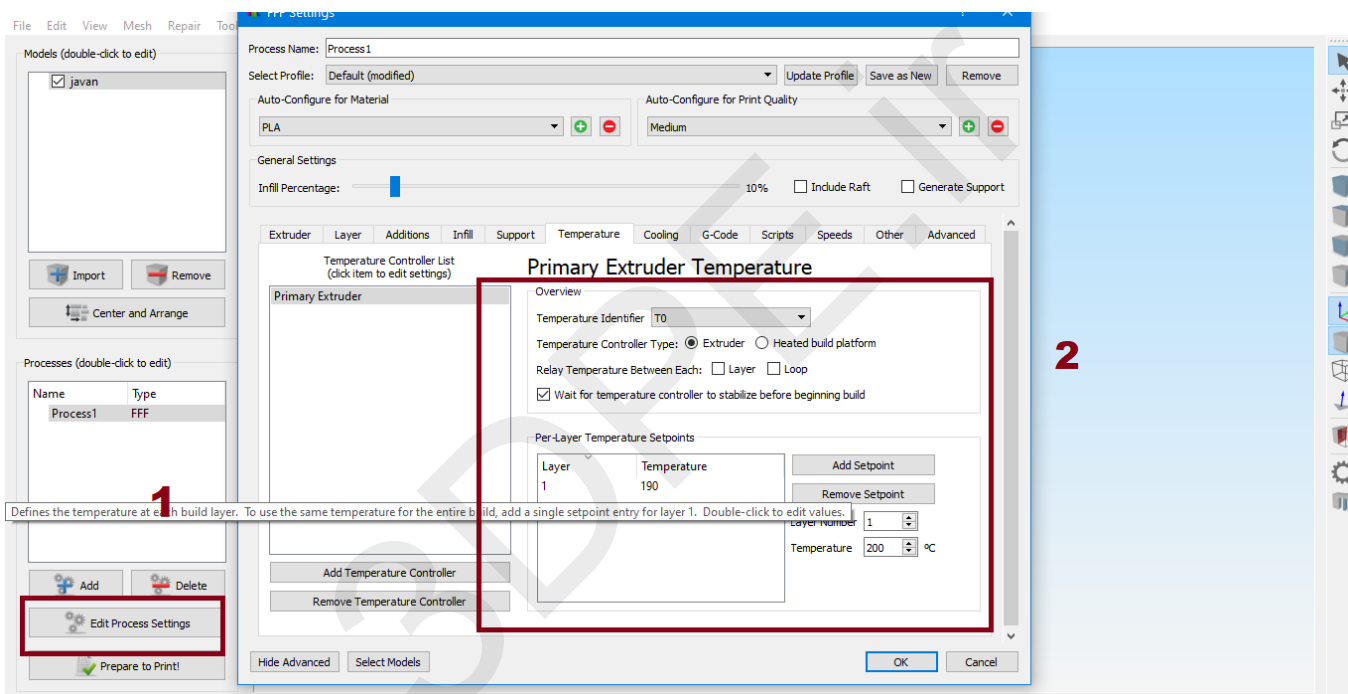 FFF Settings
File Edit View Mesh Repair
Models (double-click to edit)
javan
Import Remove
Center and Arrange
Processes (double-click to edit)
Name Type
Process1 FFF
1
Add Delete
Edit Process Settings
Prepare to Print!
Process Name: Process1
Select Profile: Default (modified) Update Profile Save as New Remove
Auto-Configure for Material Auto-Configure for Print Quality
PLA Medium
General Settings
Infill Percentage: 10% Include Raft Generate Support
Extruder Layer Additions Infill Support Temperature Cooling G-Code Scripts Speeds Other Advanced
Temperature Controller List
(click item to edit settings)
Primary Extruder
Add Temperature Controller
Remove Temperature Controller
Primary Extruder Temperature
Overview
Temperature Identifier T0
Temperature Controller Type: Extruder Heated build platform
Relay Temperature Between Each: Layer Loop
Wait for temperature controller to stabilize before beginning build
Per-Layer Temperature Setpoints
Layer Temperature
1 190
Add Setpoint
Remove Setpoint
Defines the temperature at each build layer. To use the same temperature for the entire build, add a single setpoint entry for layer 1. Double-click to edit values.
Layer Number 1
Temperature 200 ºC
Hide Advanced Select Models OK Cancel
2
3DPE.ir